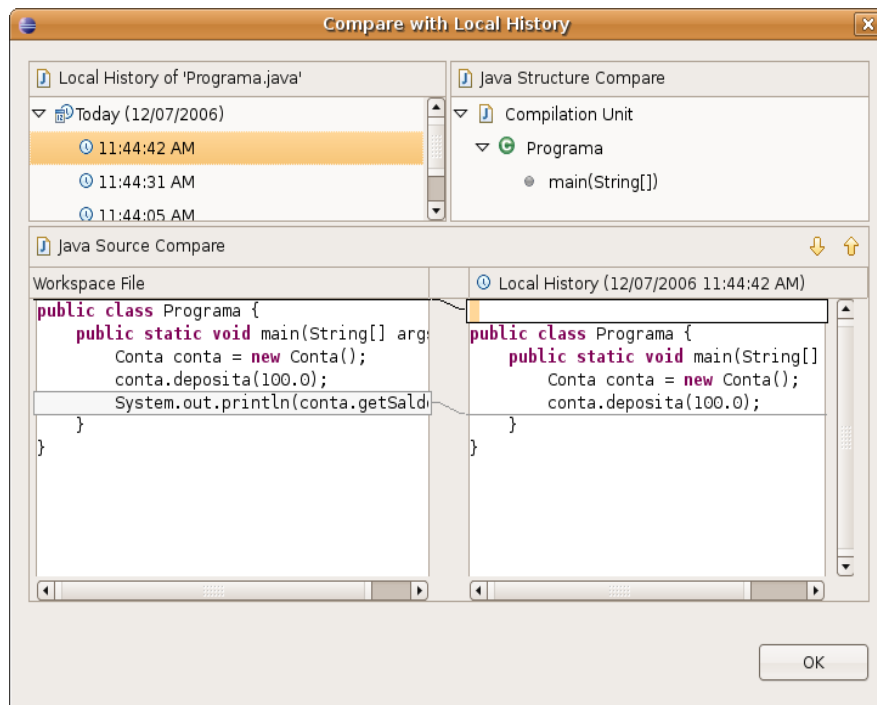 Compare with Local History
Local History of 'Programa.java'
Today (12/07/2006)
11:44:42 AM
11:44:31 AM
11:44:05 AM
Java Structure Compare
Compilation Unit
Programa
main(String[])
Java Source Compare
Workspace File
public class Programa {
public static void main(String[] arg
Conta conta = new Conta();
conta.deposita(100.0);
System.out.println(conta.getSald
}
}
Local History (12/07/2006 11:44:42 AM)
public class Programa {
public static void main(String[]
Conta conta = new Conta();
conta.deposita(100.0);
}
}
OK